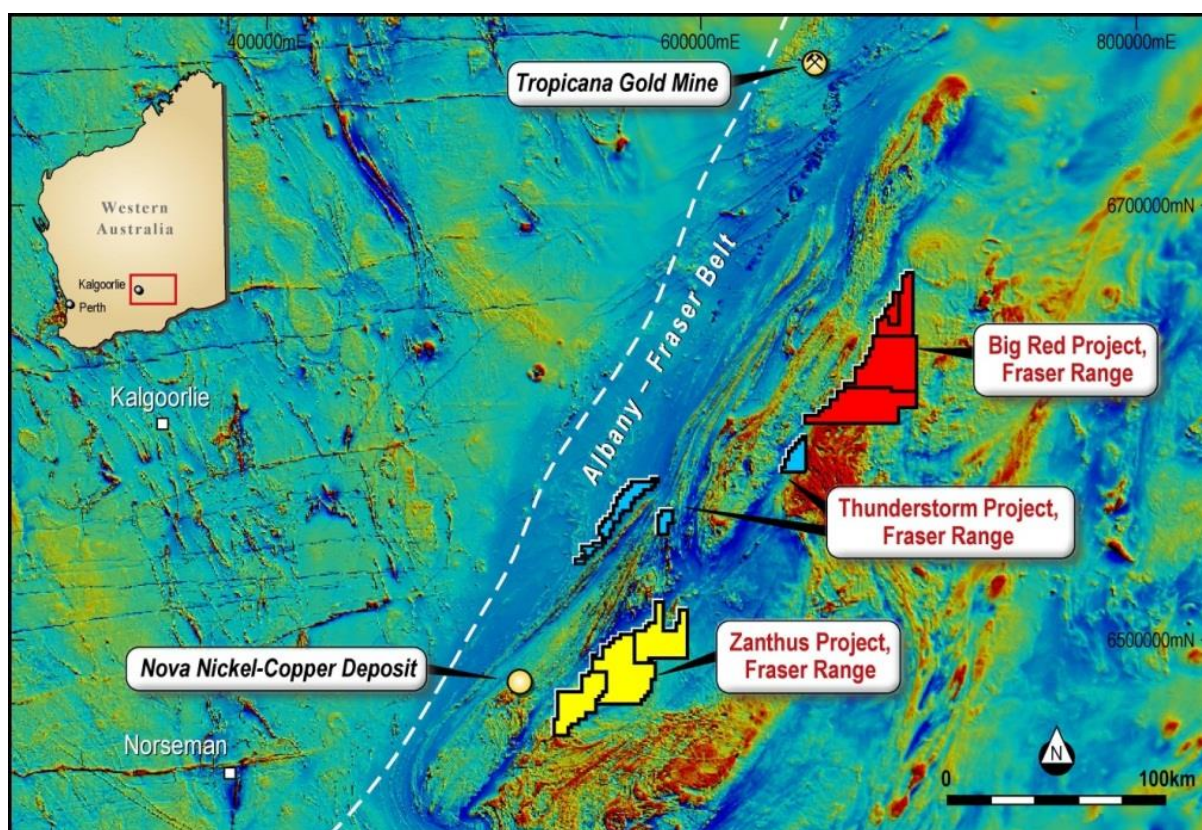 400000mE
600000mE
800000mE
Tropicana Gold Mine
Western
Australia
Kalgoorlie
Perth
6700000mN
Albany – Fraser Belt
Big Red Project,
Fraser Range
Kalgoorlie
Thunderstorm Project,
Fraser Range
Zanthus Project,
Fraser Range
6500000mN
Nova Nickel-Copper Deposit
Norseman
N
0
100km